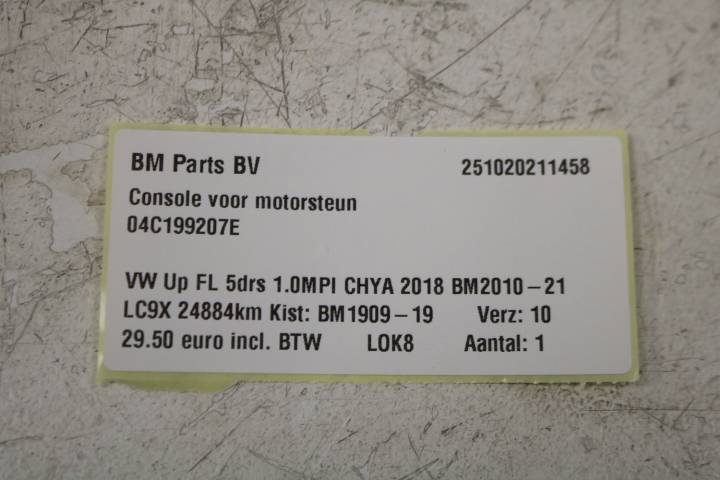 BM Parts BV 251020211458
Console voor motorsteun
04C199207E
VW Up FL 5drs 1.0MPI CHYA 2018 BM2010-21
LC9X 24884km Kist: BM1909-19 Verz: 10
29.50 euro incl. BTW LOK8 Aantal: 1